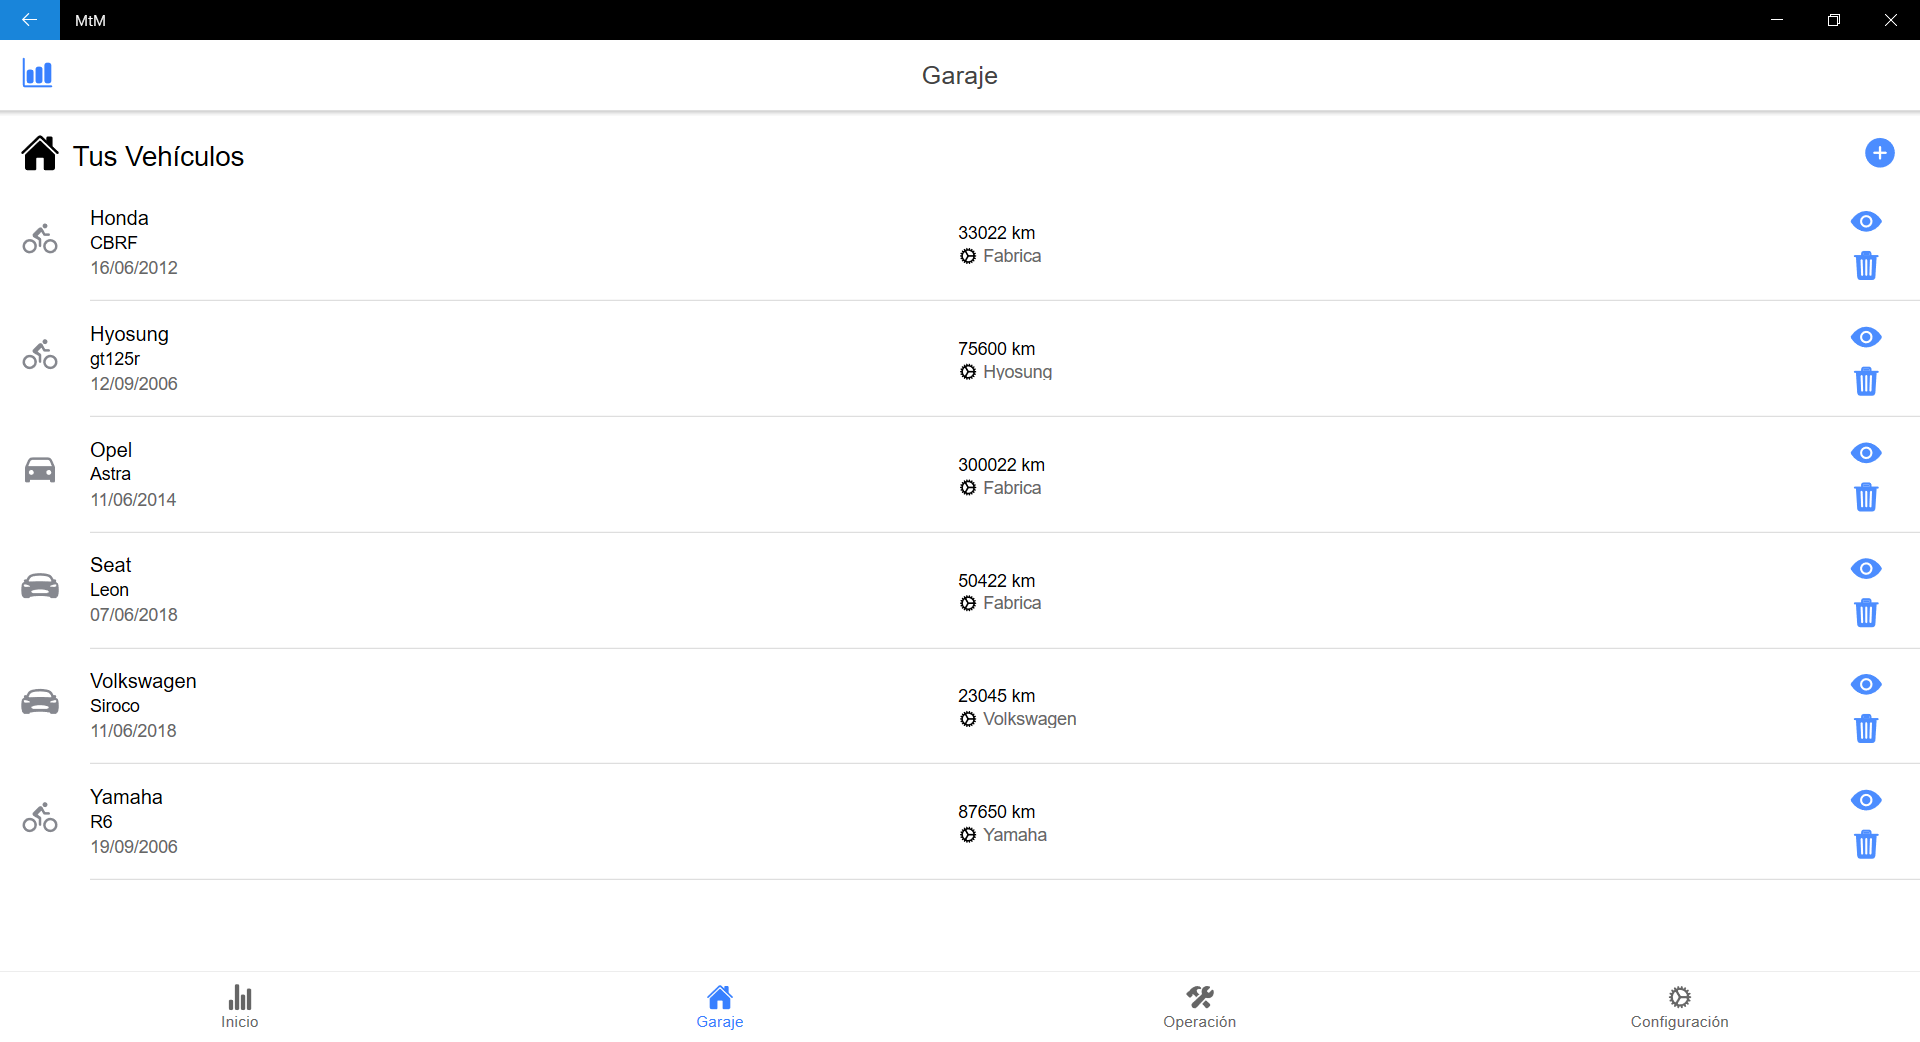 MtM
Garaje
Tus Vehículos
Honda
CBRF
16/06/2012
33022 km
Fabrica
Hyosung
gt125r
12/09/2006
75600 km
Hyosung
Opel
Astra
11/06/2014
300022 km
Fabrica
Seat
Leon
07/06/2018
50422 km
Fabrica
Volkswagen
Siroco
11/06/2018
23045 km
Volkswagen
Yamaha
R6
19/09/2006
87650 km
Yamaha
Inicio
Garaje
Operación
Configuración